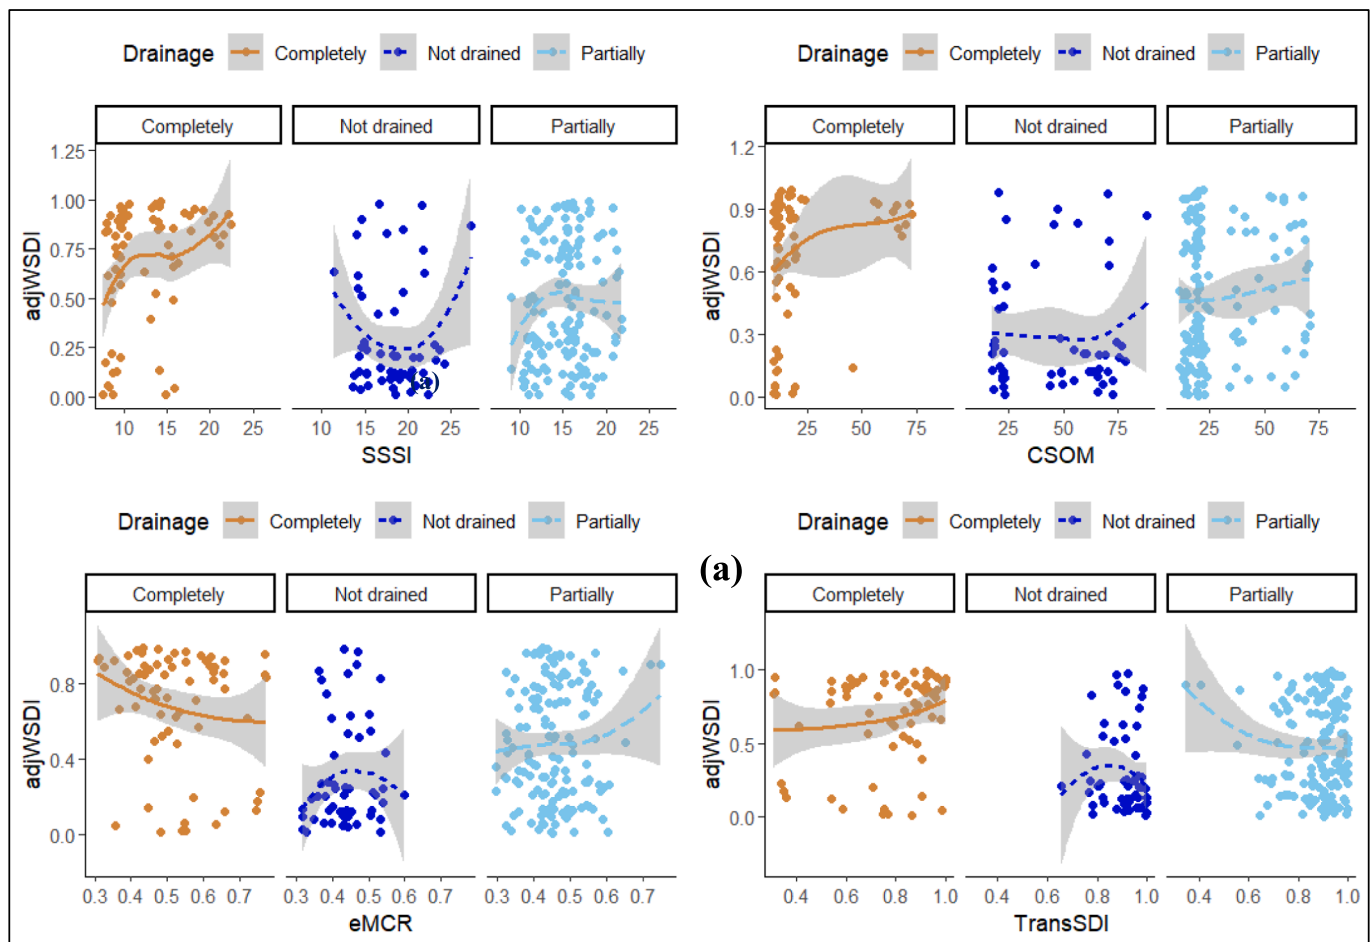 Drainage Completely Not drained Partially
Completely Not drained Partially
adjWSDI
1.25
1.00
0.75
0.50
0.25
0.00
(a)
10 15 20 25 10 15 20 25 10 15 20 25
SSSI
Drainage Completely Not drained Partially
Completely Not drained Partially
adjWSDI
1.2
0.9
0.6
0.3
0.0
25 50 75 25 50 75 25 50 75
CSOM
Drainage Completely Not drained Partially
Completely Not drained Partially
adjWSDI
0.8
0.4
0.0
0.3 0.4 0.5 0.6 0.7 0.3 0.4 0.5 0.6 0.7 0.3 0.4 0.5 0.6 0.7
eMCR
(a)
Drainage Completely Not drained Partially
Completely Not drained Partially
adjWSDI
1.0
0.5
0.0
0.4 0.6 0.8 1.0 0.4 0.6 0.8 1.0 0.4 0.6 0.8 1.0
TransSDI